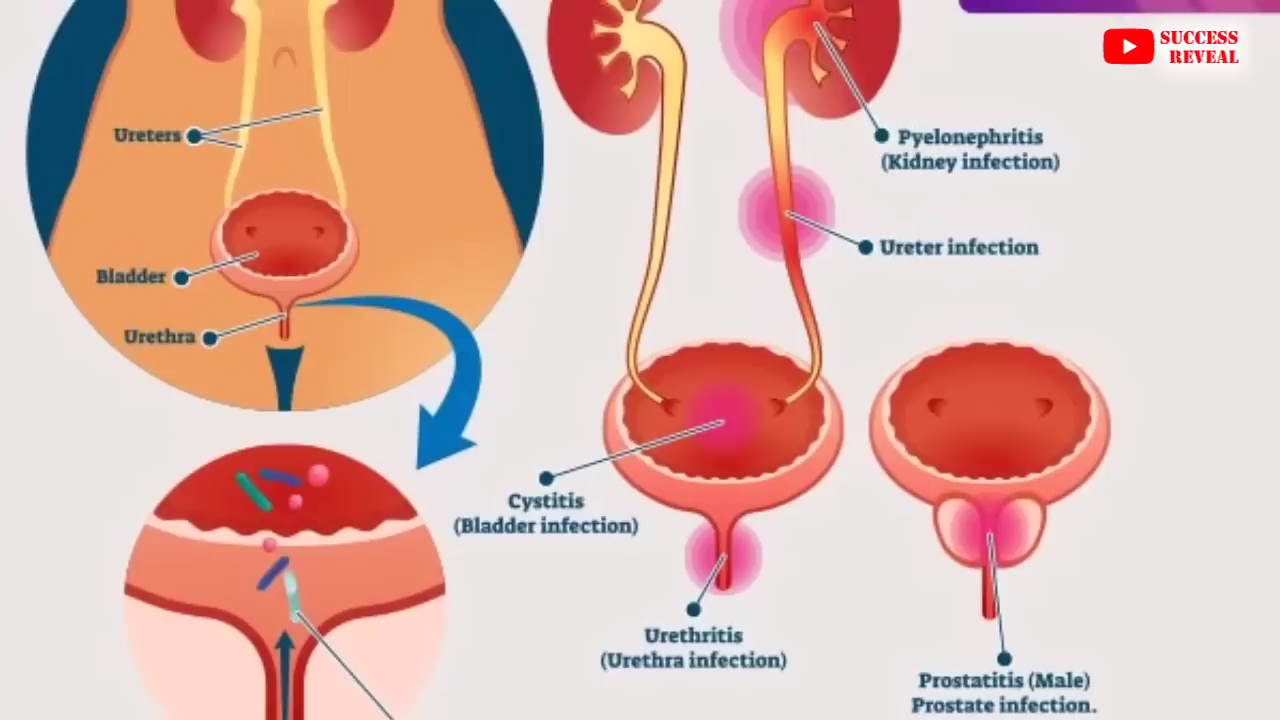 SUCCESS
REVEAL
Ureters
Bladder
Urethra
Pyelonephritis
(Kidney infection)
Ureter infection
Cystitis
(Bladder infection)
Urethritis
(Urethra infection)
Prostatitis (Male)
Prostate infection.